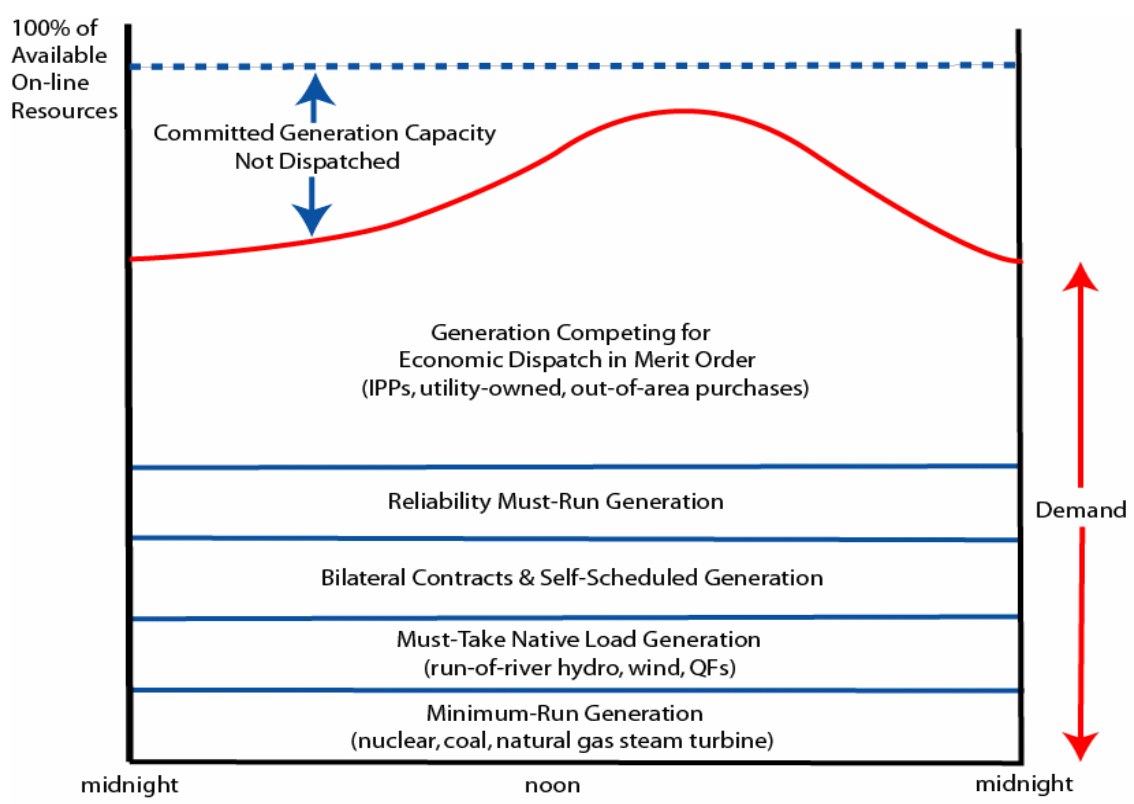 100% of
Available
On-line
Resources
Committed Generation Capacity
Not Dispatched
Generation Competing for
Economic Dispatch in Merit Order
(IPPs, utility-owned, out-of-area purchases)
Reliability Must-Run Generation
Demand
Bilateral Contracts & Self-Scheduled Generation
Must-Take Native Load Generation
(run-of-river hydro, wind, QFs)
Minimum-Run Generation
(nuclear, coal, natural gas steam turbine)
midnight
noon
midnight